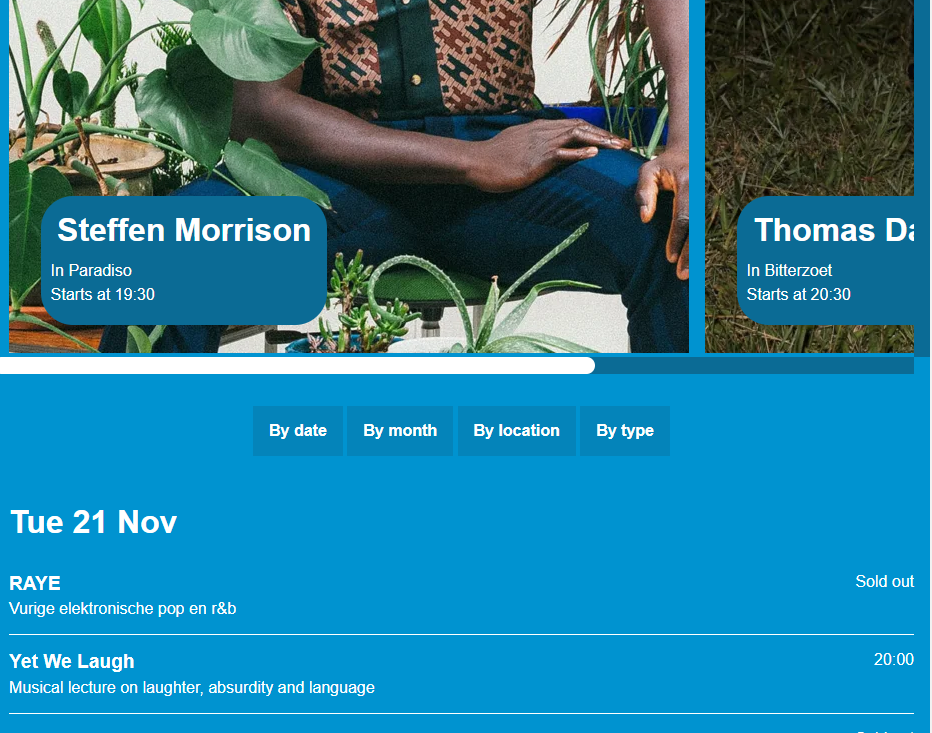 Steffen Morrison
In Paradiso
Starts at 19:30
Thomas
In Bitterzoet
Starts at 20:30
By date
By month
By location
By type
Tue 21 Nov
RAYE
Sold out
Vurige elektronische pop en r&b
Yet We Laugh
20:00
Musical lecture on laughter, absurdity and language